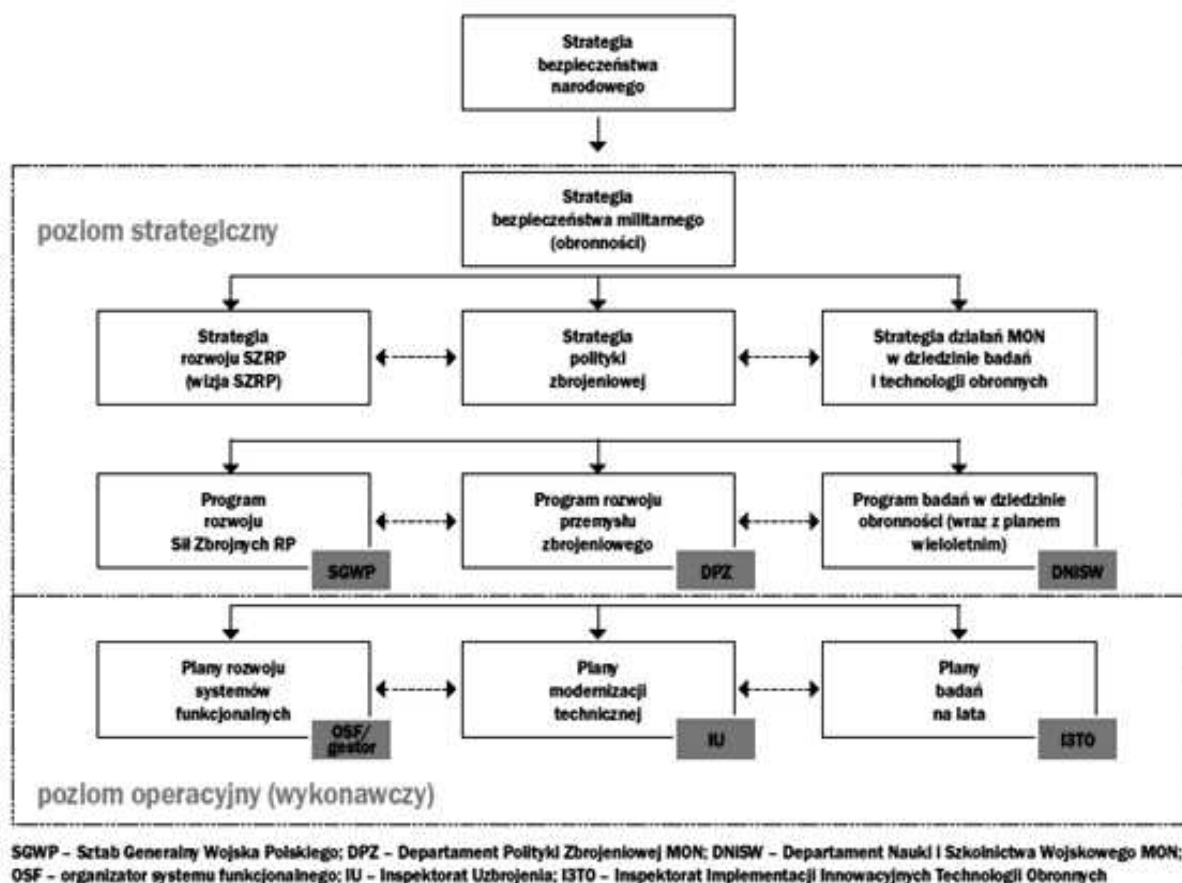 Strategia
bezpieczeństwa
narodowego
Strategia
bezpieczeństwa militarnego
(obronności)
poziom strategiczny
Strategia
rozwoju SZRP
(wizja SZRP)
Strategia
polityki
zbrojeniowej
Strategia działań MON
w dziedzinie badań
i technologii obronnych
Program
rozwoju
Sił Zbrojnych RP
SGWP
Program rozwoju
przemysłu
zbrojeniowego
DPZ
Program badań w dziedzinie
obronności (wraz z planem
wieloletnim)
DNISW
Plany rozwoju
systemów
funkcjonalnych
OSF/
gestor
Plany
modernizacji
technicznej
IU
Plany
badań
na lata
I3TO
poziom operacyjny (wykonawczy)
SGWP – Sztab Generalny Wojska Polskiego; DPZ – Departament Polityki Zbrojeniowej MON; DNISW – Departament Nauki i Szkolnictwa Wojskowego MON;
OSF – organizator systemu funkcjonalnego; IU – Inspektorat Uzbrojenia; I3TO – Inspektorat Implementacji Innowacyjnych Technologii Obronnych